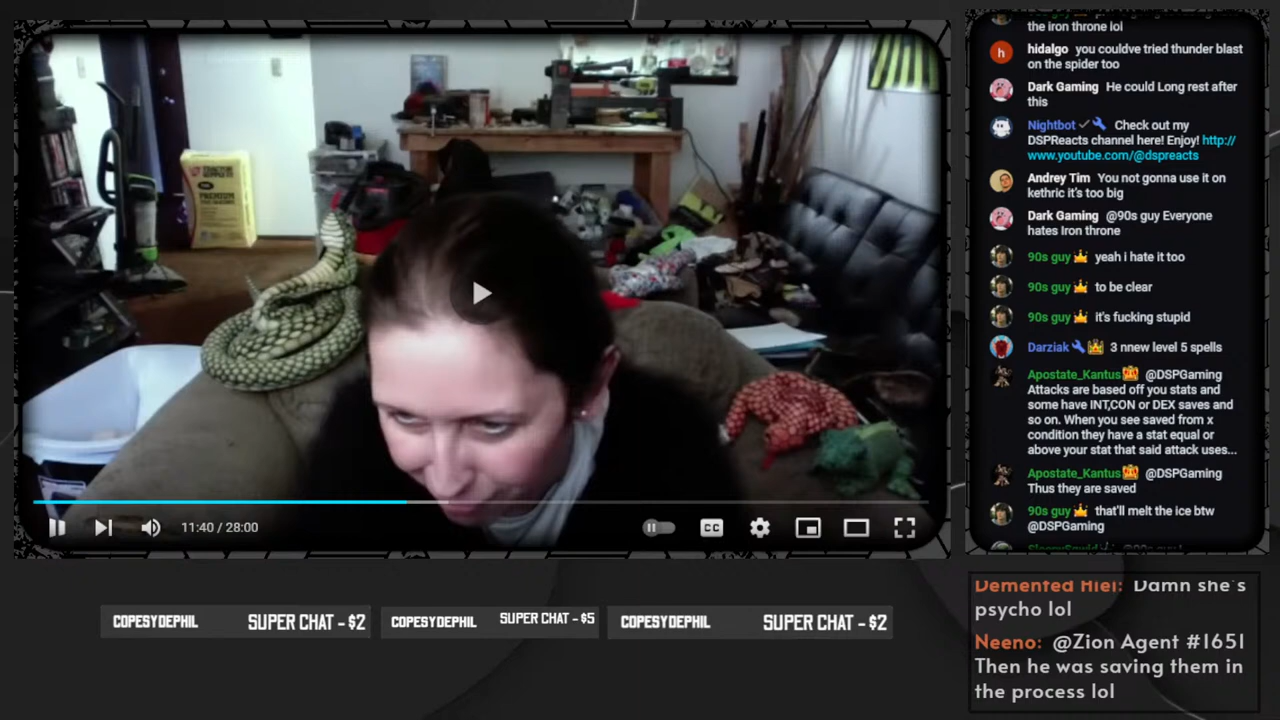 the iron throne lol
hidalgo you couldve tried thunder blast
on the spider too
Dark Gaming He could Long rest after
this
Nightbot Check out my
DSPReacts channel here! Enjoy! http://
www.youtube.com/@dspreacts
Andrey Tim You not gonna use it on
kethric it's too big
Dark Gaming @90s guy Everyone
hates Iron throne
90s guy yeah i hate it too
90s guy to be clear
90s guy it's fucking stupid
Darziak 3 nnew level 5 spells
Apostate_Kantus @DSPGaming
Attacks are based off you stats and
some have INT,CON or DEX saves and
so on. When you see saved from x
condition they have a stat equal or
above your stat that said attack uses...
Apostate_Kantus @DSPGaming
Thus they are saved
90s guy that'll melt the ice btw
@DSPGaming
11:40 / 28:00
CC
COPESYDEPHIL SUPER CHAT - $2
COPESYDEPHIL SUPER CHAT - $5
COPESYDEPHIL SUPER CHAT - $2
Demented Hiei: Damn she's
psycho lol
Neeno: @Zion Agent #1651
Then he was saving them in
the process lol